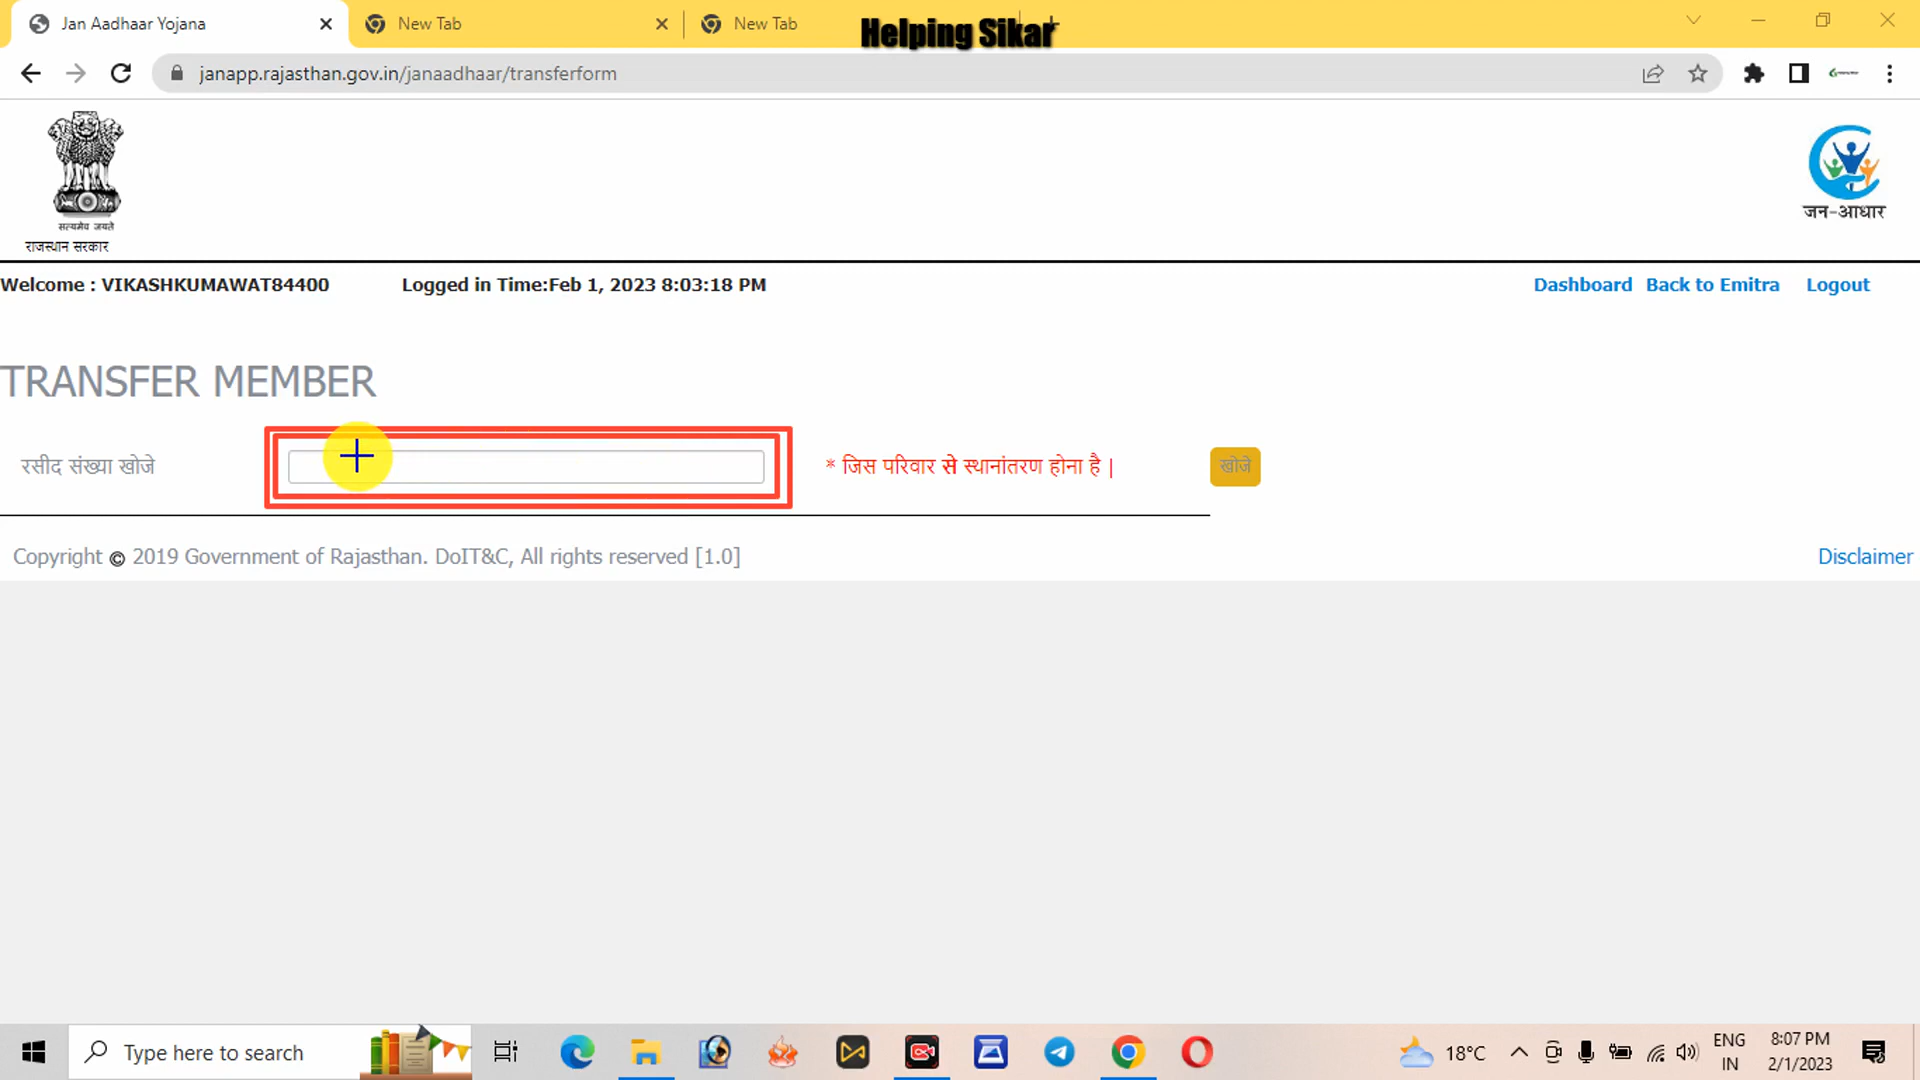 Jan Aadhaar Yojana
New Tab
New Tab
Helping Sikar
janapp.rajasthan.gov.in/janaadhaar/transferform
सत्यमेव जयते
राजस्थान सरकार
जन-आधार
Welcome : VIKASHKUMAWAT84400 Logged in Time:Feb 1, 2023 8:03:18 PM Dashboard Back to Emitra Logout
TRANSFER MEMBER
रसीद संख्या खोजे * जिस परिवार से स्थानांतरण होना है | खोजे
Copyright © 2019 Government of Rajasthan. DoIT&C, All rights reserved [1.0] Disclaimer
Type here to search
18°C
ENG
IN
8:07 PM
2/1/2023